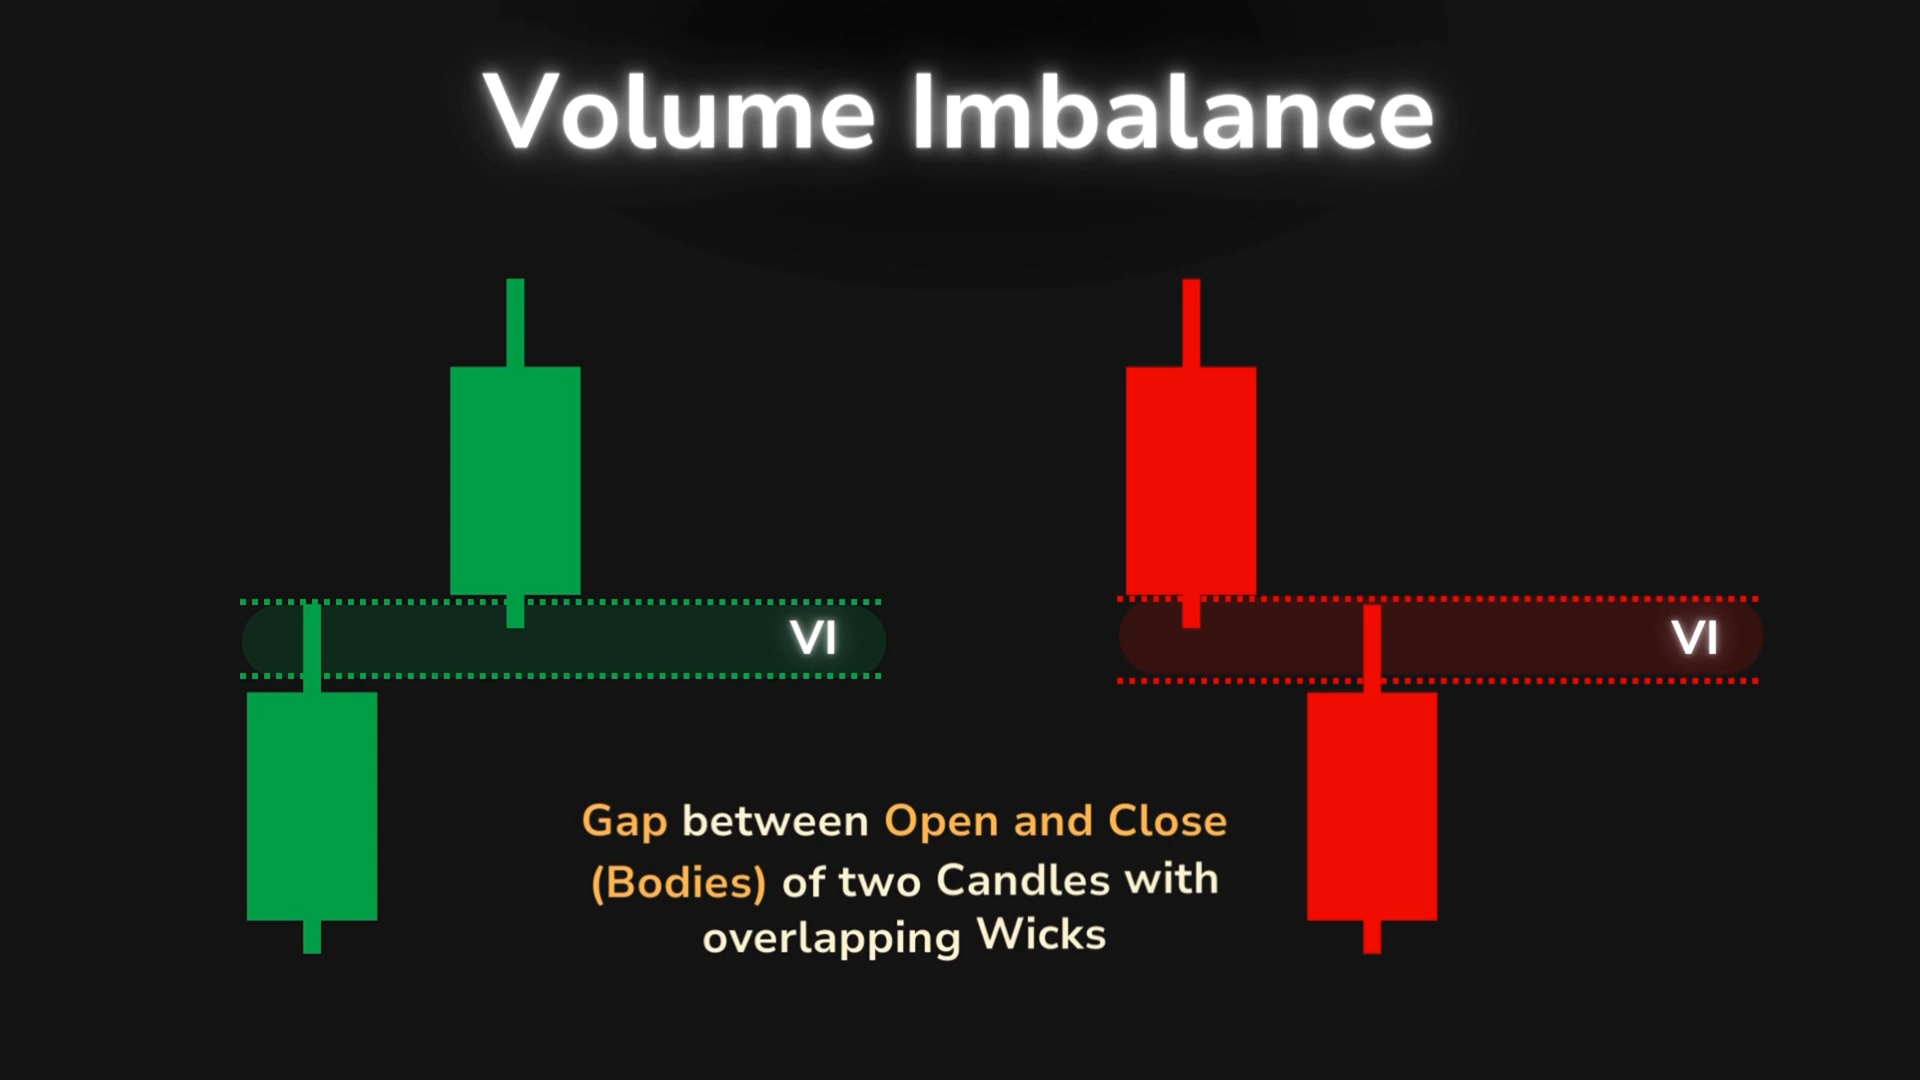 Volume Imbalance
VI
VI
Gap between Open and Close
(Bodies) of two Candles with
overlapping Wicks